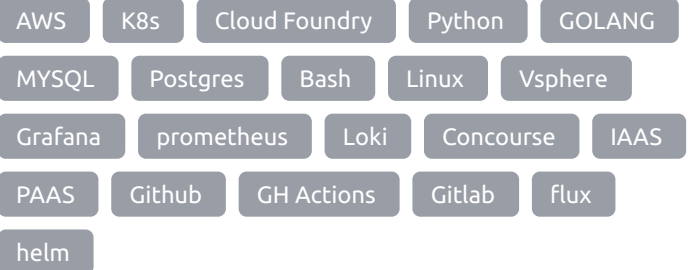 AWS K8s Cloud Foundry Python GOLANG
MYSQL Postgres Bash Linux Vsphere
Grafana prometheus Loki Concourse IAAS
PAAS Github GH Actions Gitlab flux
helm